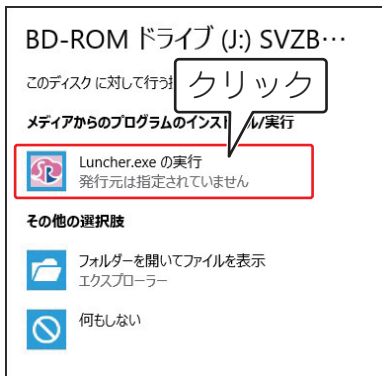 BD-ROM ドライブ (J:) SVZB…
このディスク に対して行う
クリック
メディアからのプログラムのインスト ル/実行
Luncher.exe の実行
発行元は指定されていません
その他の選択肢
フォルダーを開いてファイルを表示
エクスプローラー
何もしない